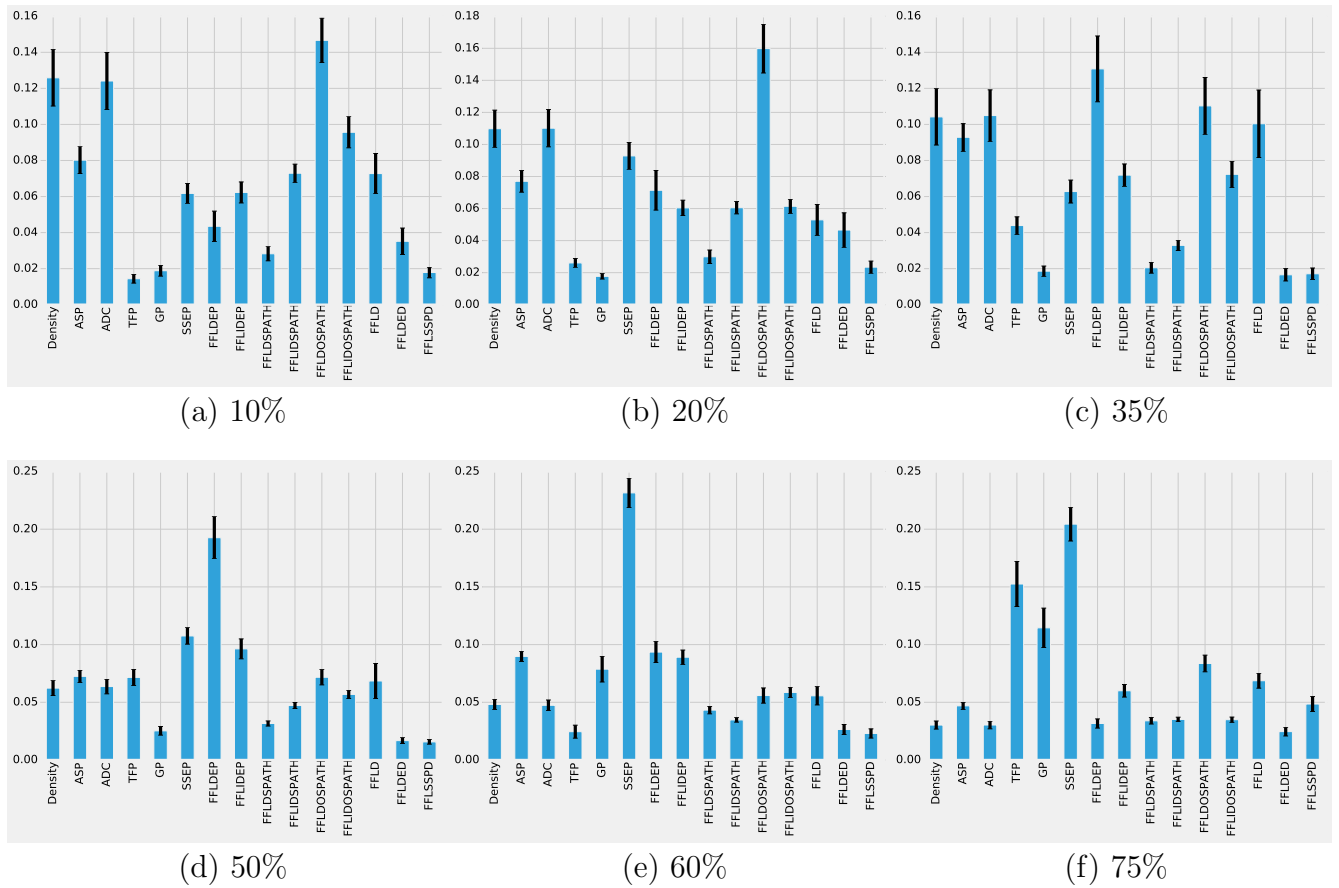 0.16
0.14
0.12
0.10
0.08
0.06
0.04
0.02
0.00
Density
ASP
ADC
TFP
GP
SSEP
FFLDEP
FFLIDEP
FFLDSPATH
FFLIDSPATH
FFLDOSPATH
FFLIDOSPATH
FFLD
FFLDED
FFLSSPD
(a) 10%
0.18
0.16
0.14
0.12
0.10
0.08
0.06
0.04
0.02
0.00
Density
ASP
ADC
TFP
GP
SSEP
FFLDEP
FFLIDEP
FFLDSPATH
FFLIDSPATH
FFLDOSPATH
FFLIDOSPATH
FFLD
FFLDED
FFLSSPD
(b) 20%
0.16
0.14
0.12
0.10
0.08
0.06
0.04
0.02
0.00
Density
ASP
ADC
TFP
GP
SSEP
FFLDEP
FFLIDEP
FFLDSPATH
FFLIDSPATH
FFLDOSPATH
FFLIDOSPATH
FFLD
FFLDED
FFLSSPD
(c) 35%
0.25
0.20
0.15
0.10
0.05
0.00
Density
ASP
ADC
TFP
GP
SSEP
FFLDEP
FFLIDEP
FFLDSPATH
FFLIDSPATH
FFLDOSPATH
FFLIDOSPATH
FFLD
FFLDED
FFLSSPD
(d) 50%
0.25
0.20
0.15
0.10
0.05
0.00
Density
ASP
ADC
TFP
GP
SSEP
FFLDEP
FFLIDEP
FFLDSPATH
FFLIDSPATH
FFLDOSPATH
FFLIDOSPATH
FFLD
FFLDED
FFLSSPD
(e) 60%
0.25
0.20
0.15
0.10
0.05
0.00
Density
ASP
ADC
TFP
GP
SSEP
FFLDEP
FFLIDEP
FFLDSPATH
FFLIDSPATH
FFLDOSPATH
FFLIDOSPATH
FFLD
FFLDED
FFLSSPD
(f) 75%